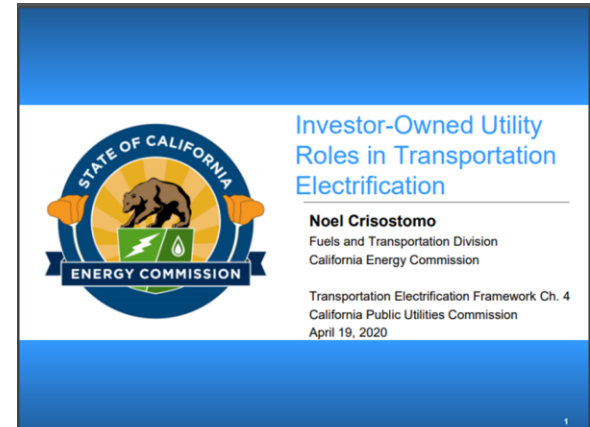 STATE OF CALIFORNIA
ENERGY COMMISSION
Investor-Owned Utility
Roles in Transportation
Electrification
Noel Crisostomo
Fuels and Transportation Division
California Energy Commission
Transportation Electrification Framework Ch. 4
California Public Utilities Commission
April 19, 2020
1